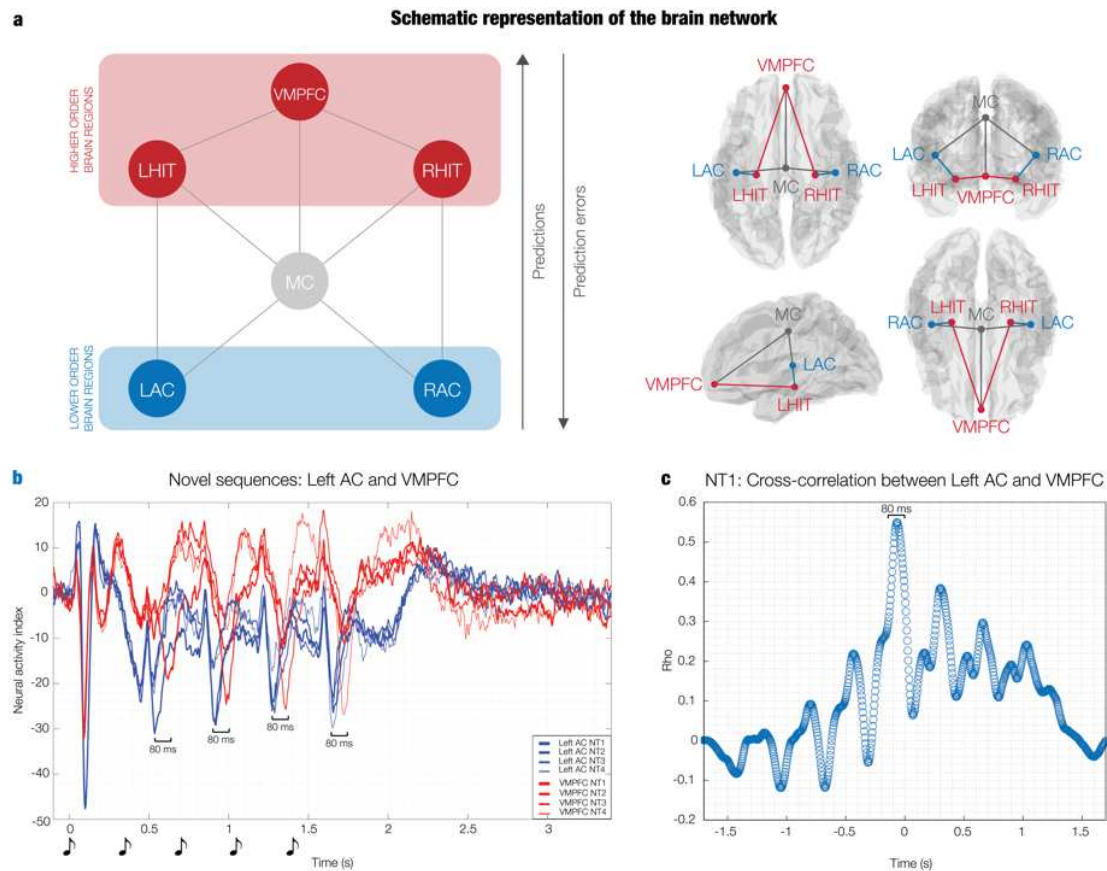 a
Schematic representation of the brain network
HIGHER ORDER
BRAIN REGIONS
VMPFC
LHIT
RHIT
MC
LOWER ORDER
BRAIN REGIONS
LAC
RAC
Predictions
Prediction errors
VMPFC
LAC
RAC
LHIT
MC
RHIT
MC
LAC
RAC
LHIT
RHIT
VMPFC
MC
LAC
VMPFC
LHIT
LHIT
RHIT
RAC
MC
LAC
VMPFC
b
Novel sequences: Left AC and VMPFC
Neural activity index
20
10
0
-10
-20
-30
-40
-50
80 ms
80 ms
80 ms
80 ms
Left AC NT1
Left AC NT2
Left AC NT3
Left AC NT4
VMPFC NT1
VMPFC NT2
VMPFC NT3
VMPFC NT4
0
0.5
1
1.5
2
2.5
3
Time (s)
c
NT1: Cross-correlation between Left AC and VMPFC
80 ms
Rho
0.6
0.5
0.4
0.3
0.2
0.1
0
-0.1
-0.2
-1.5
-1
-0.5
0
0.5
1
1.5
Time (s)